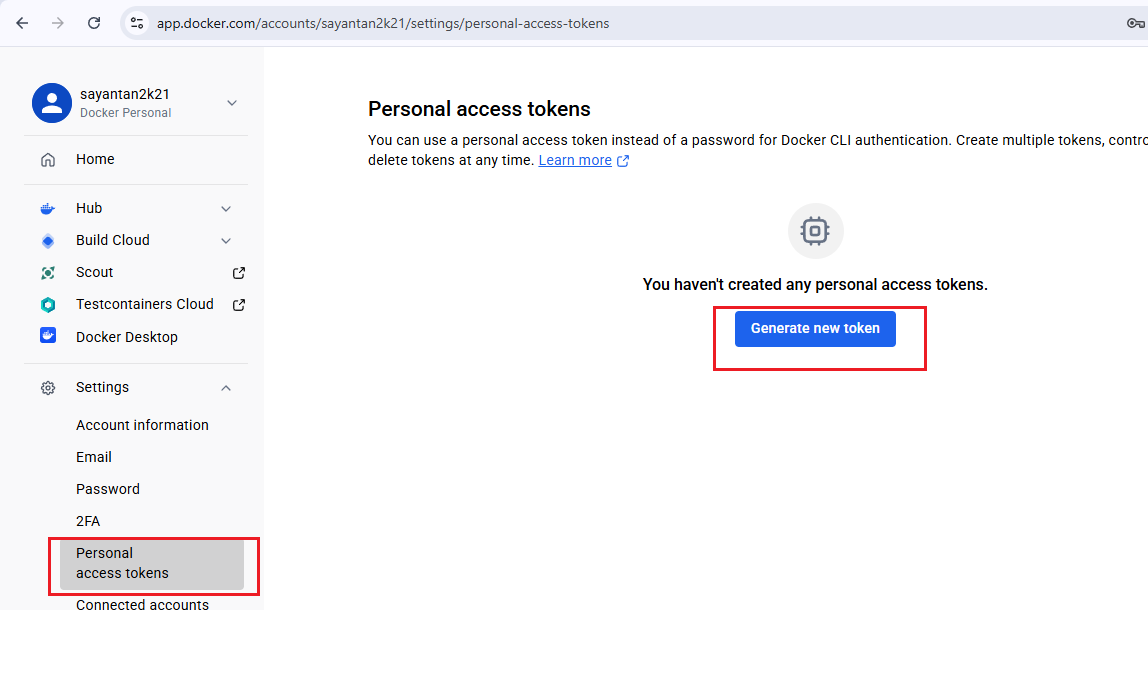 app.docker.com/accounts/sayantan2k21/settings/personal-access-tokens
sayantan2k21
Docker Personal
Home
Hub
Build Cloud
Scout
Testcontainers Cloud
Docker Desktop
Settings
Account information
Email
Password
2FA
Personal
access tokens
Connected accounts
Personal access tokens
You can use a personal access token instead of a password for Docker CLI authentication. Create multiple tokens, contro
delete tokens at any time. Learn more
You haven't created any personal access tokens.
Generate new token